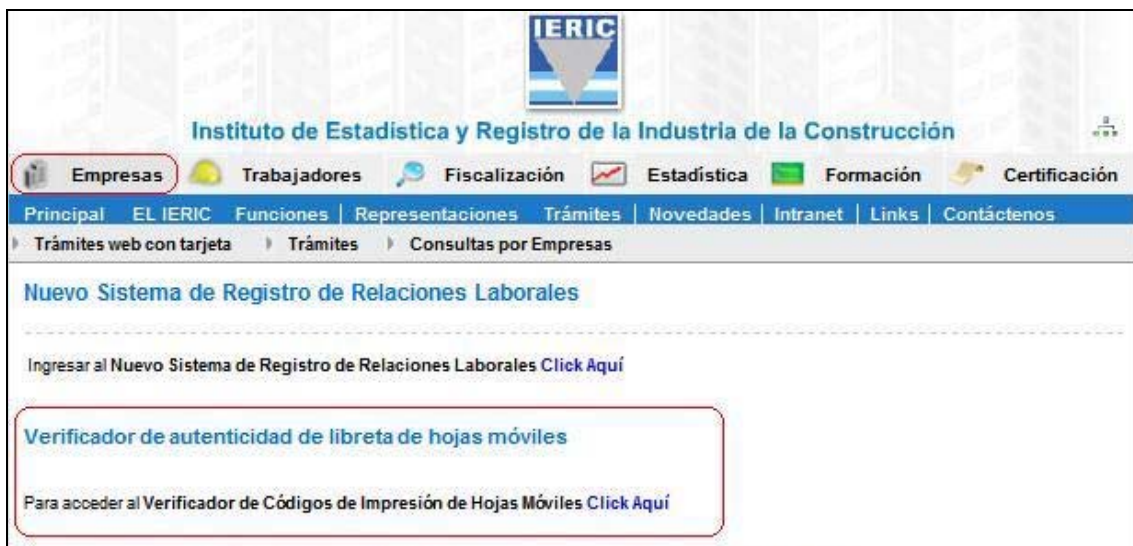 IERIC
Instituto de Estadística y Registro de la Industria de la Construcción
Empresas Trabajadores Fiscalización Estadística Formación Certificación
Principal EL IERIC Funciones | Representaciones Trámites | Novedades | Intranet | Links | Contáctenos
Trámites web con tarjeta Trámites Consultas por Empresas
Nuevo Sistema de Registro de Relaciones Laborales
Ingresar al Nuevo Sistema de Registro de Relaciones Laborales Click Aquí
Verificador de autenticidad de libreta de hojas móviles
Para acceder al Verificador de Códigos de Impresión de Hojas Móviles Click Aquí